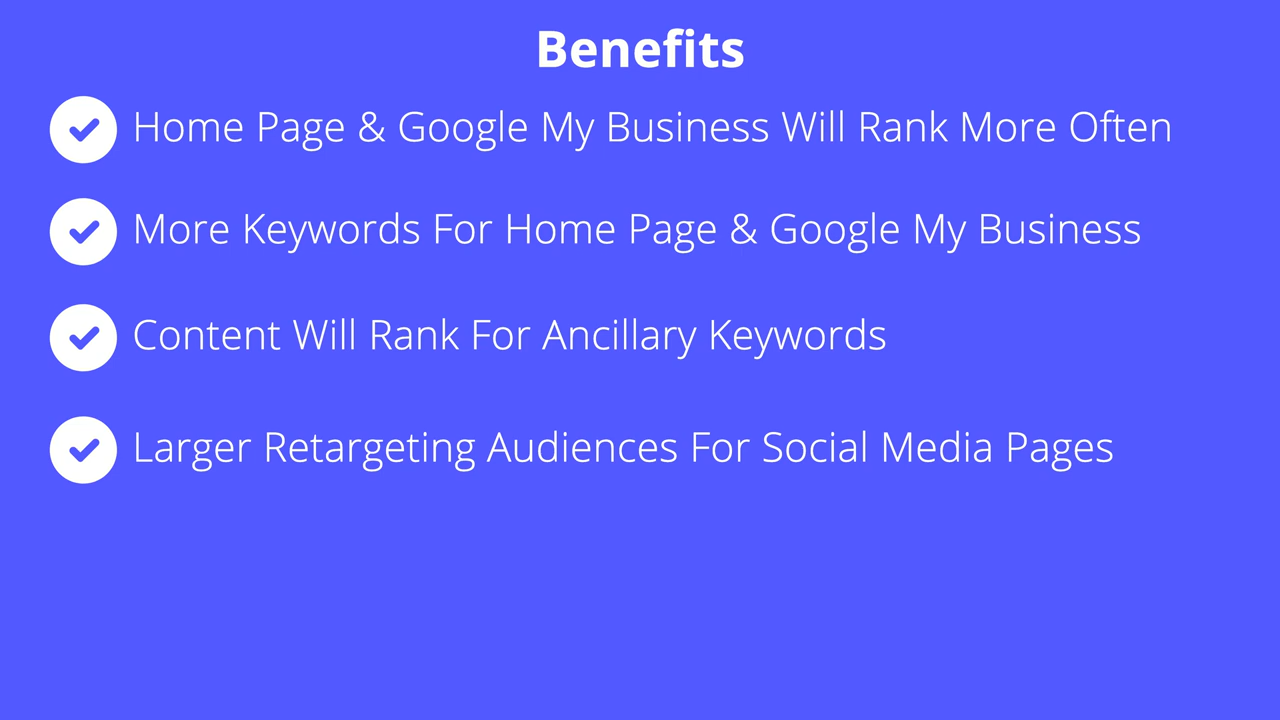 Benefits
Home Page & Google My Business Will Rank More Often
More Keywords For Home Page & Google My Business
Content Will Rank For Ancillary Keywords
Larger Retargeting Audiences For Social Media Pages